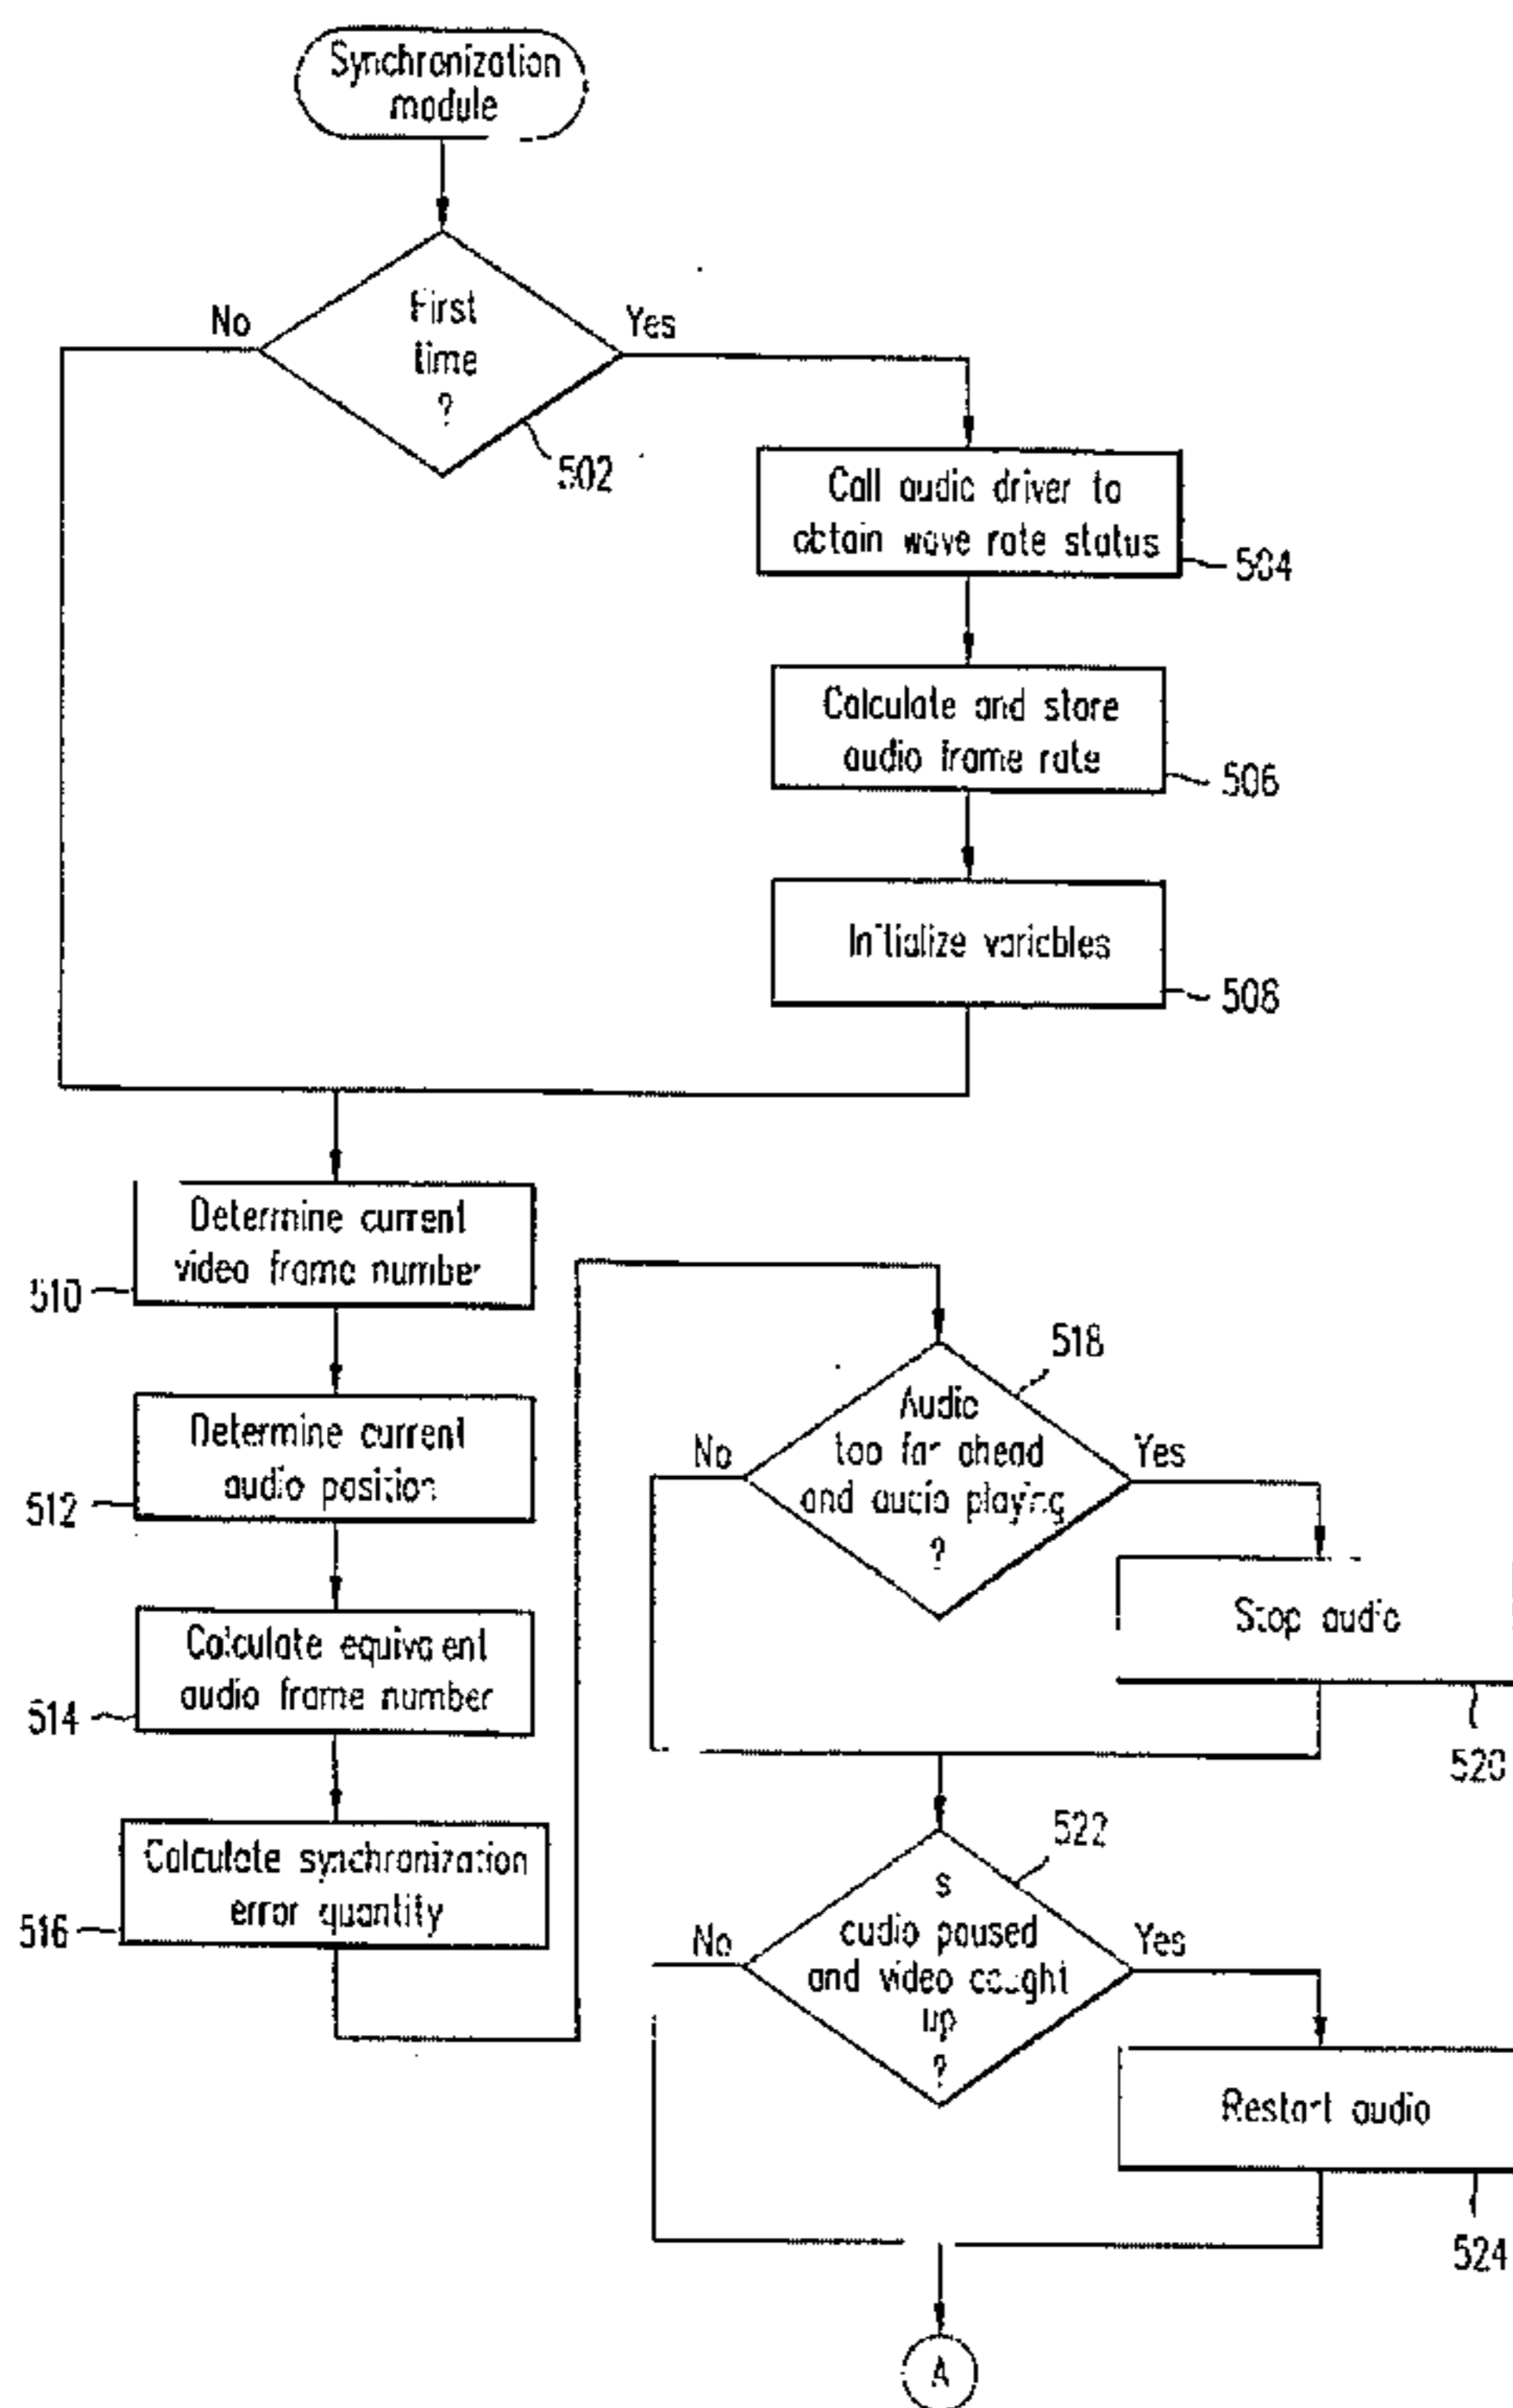 Synchronization
module
First
time
?
No
Yes
502
Call audio driver to
obtain wave rate status
504
Calculate and store
audio frame rate
506
Initialize variables
508
Determine current
video frame number
510
Determine current
audio position
512
Calculate equivalent
audio frame number
514
Calculate synchronization
error quantity
516
518
Audio
too far ahead
and audio playing
?
No
Yes
Stop audio
520
522
s
audio paused
and video caught
up
?
No
Yes
Restart audio
524
A